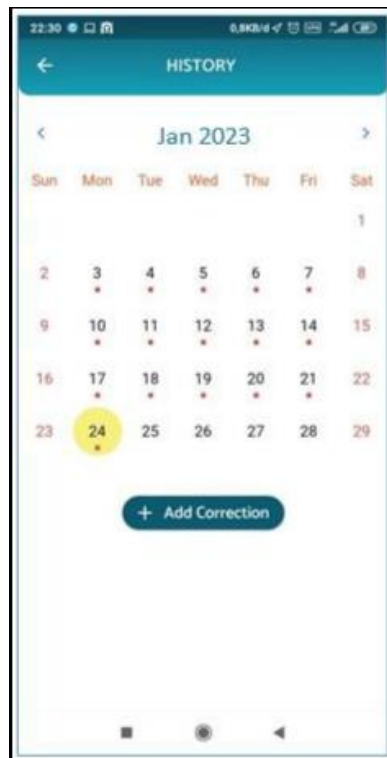 22:30 0,8KB/d
HISTORY
Jan 2023
Sun Mon Tue Wed Thu Fri Sat
1
2 3 4 5 6 7 8
9 10 11 12 13 14 15
16 17 18 19 20 21 22
23 24 25 26 27 28 29
+ Add Correction